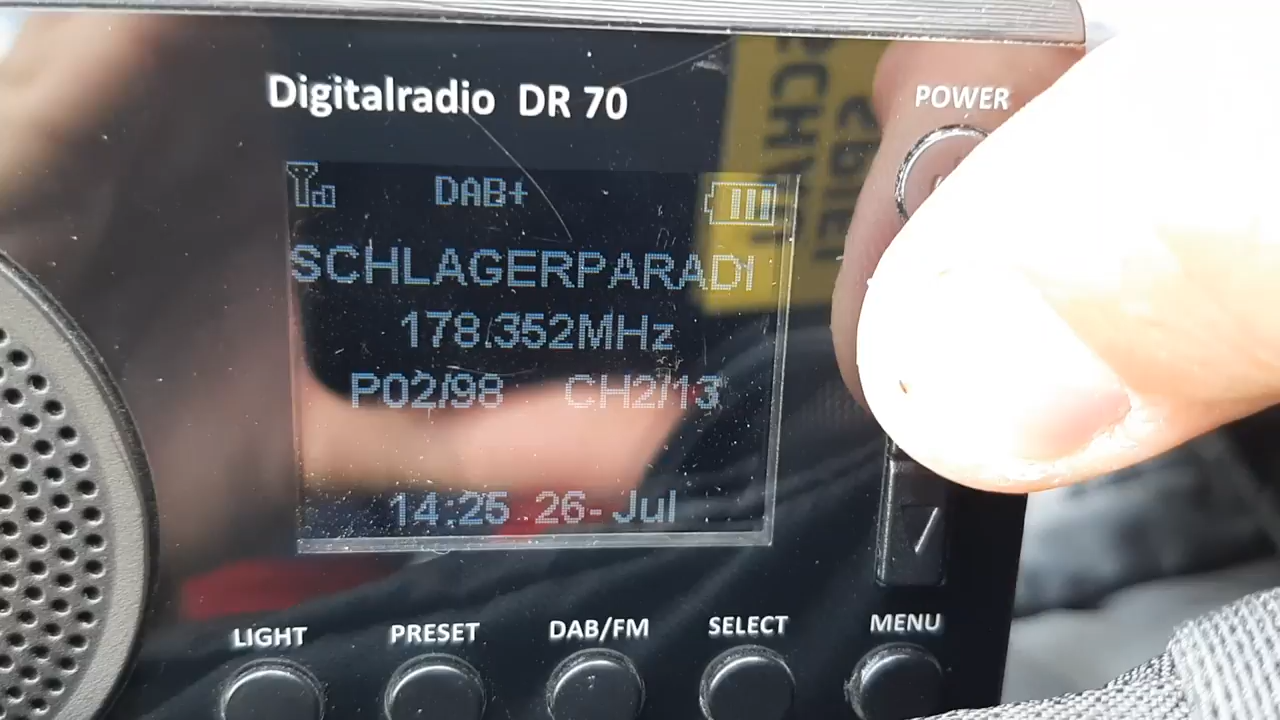 Digitalradio DR 70
POWER
DAB+
SCHLAGERPARADI
178.352MHz
P02/98 CH2/13
14:25 26-Jul
LIGHT PRESET DAB/FM SELECT MENU